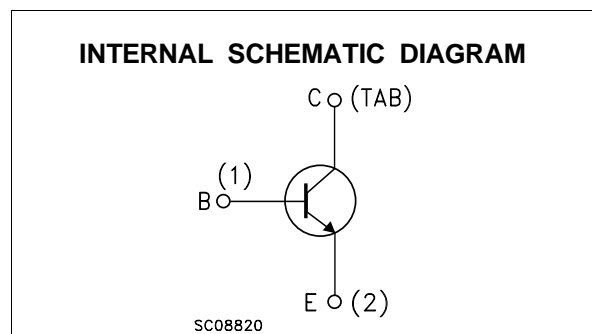 INTERNAL SCHEMATIC DIAGRAM
C (TAB)
(1)
B
E (2)
SC08820